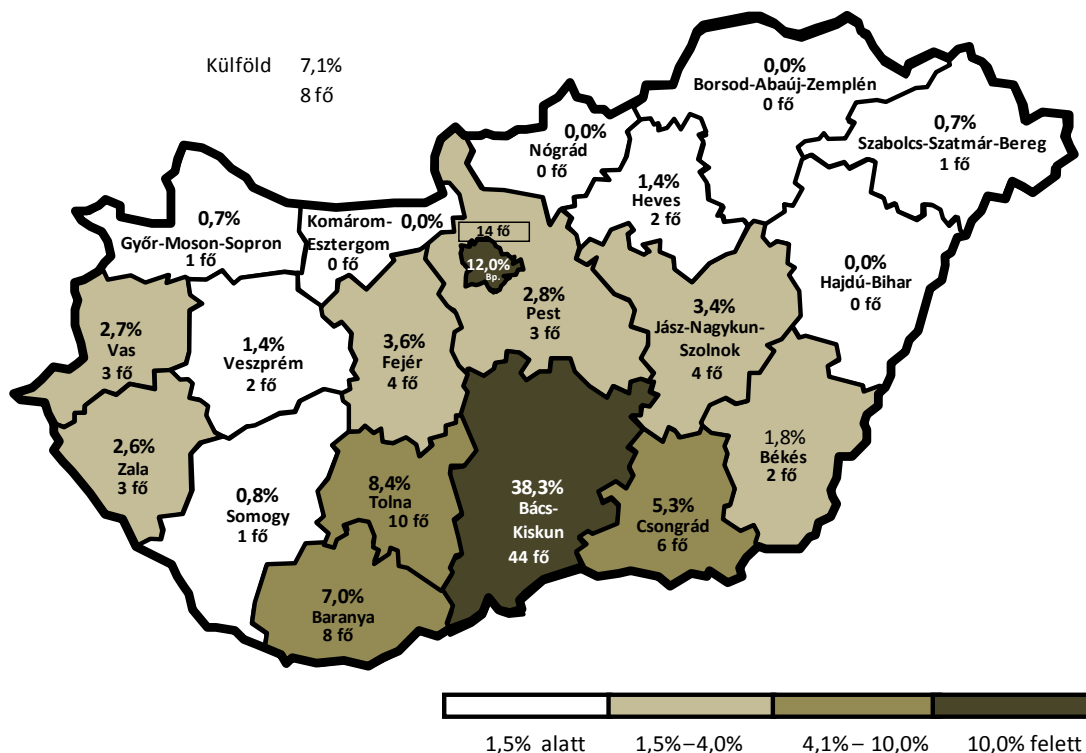 Külföld 7,1%
8 fő
0,0%
Borsod-Abaúj-Zemplén
0 fő
0,7%
Szabolcs-Szatmár-Bereg
1 fő
0,0%
Nógrád
0 fő
1,4%
Heves
2 fő
0,7%
Győr-Moson-Sopron
1 fő
Komárom- 0,0%
Esztergom
0 fő
14 fő
12,0%
Bp.
0,0%
Hajdú-Bihar
0 fő
2,8%
Pest
3 fő
3,4%
Jász-Nagykun-
Szolnok
4 fő
2,7%
Vas
3 fő
1,4%
Veszprém
2 fő
3,6%
Fejér
4 fő
2,6%
Zala
3 fő
0,8%
Somogy
1 fő
8,4%
Tolna
10 fő
38,3%
Bács-
Kiskun
44 fő
5,3%
Csongrád
6 fő
1,8%
Békés
2 fő
7,0%
Baranya
8 fő
1,5% alatt 1,5%–4,0% 4,1% – 10,0% 10,0% felett